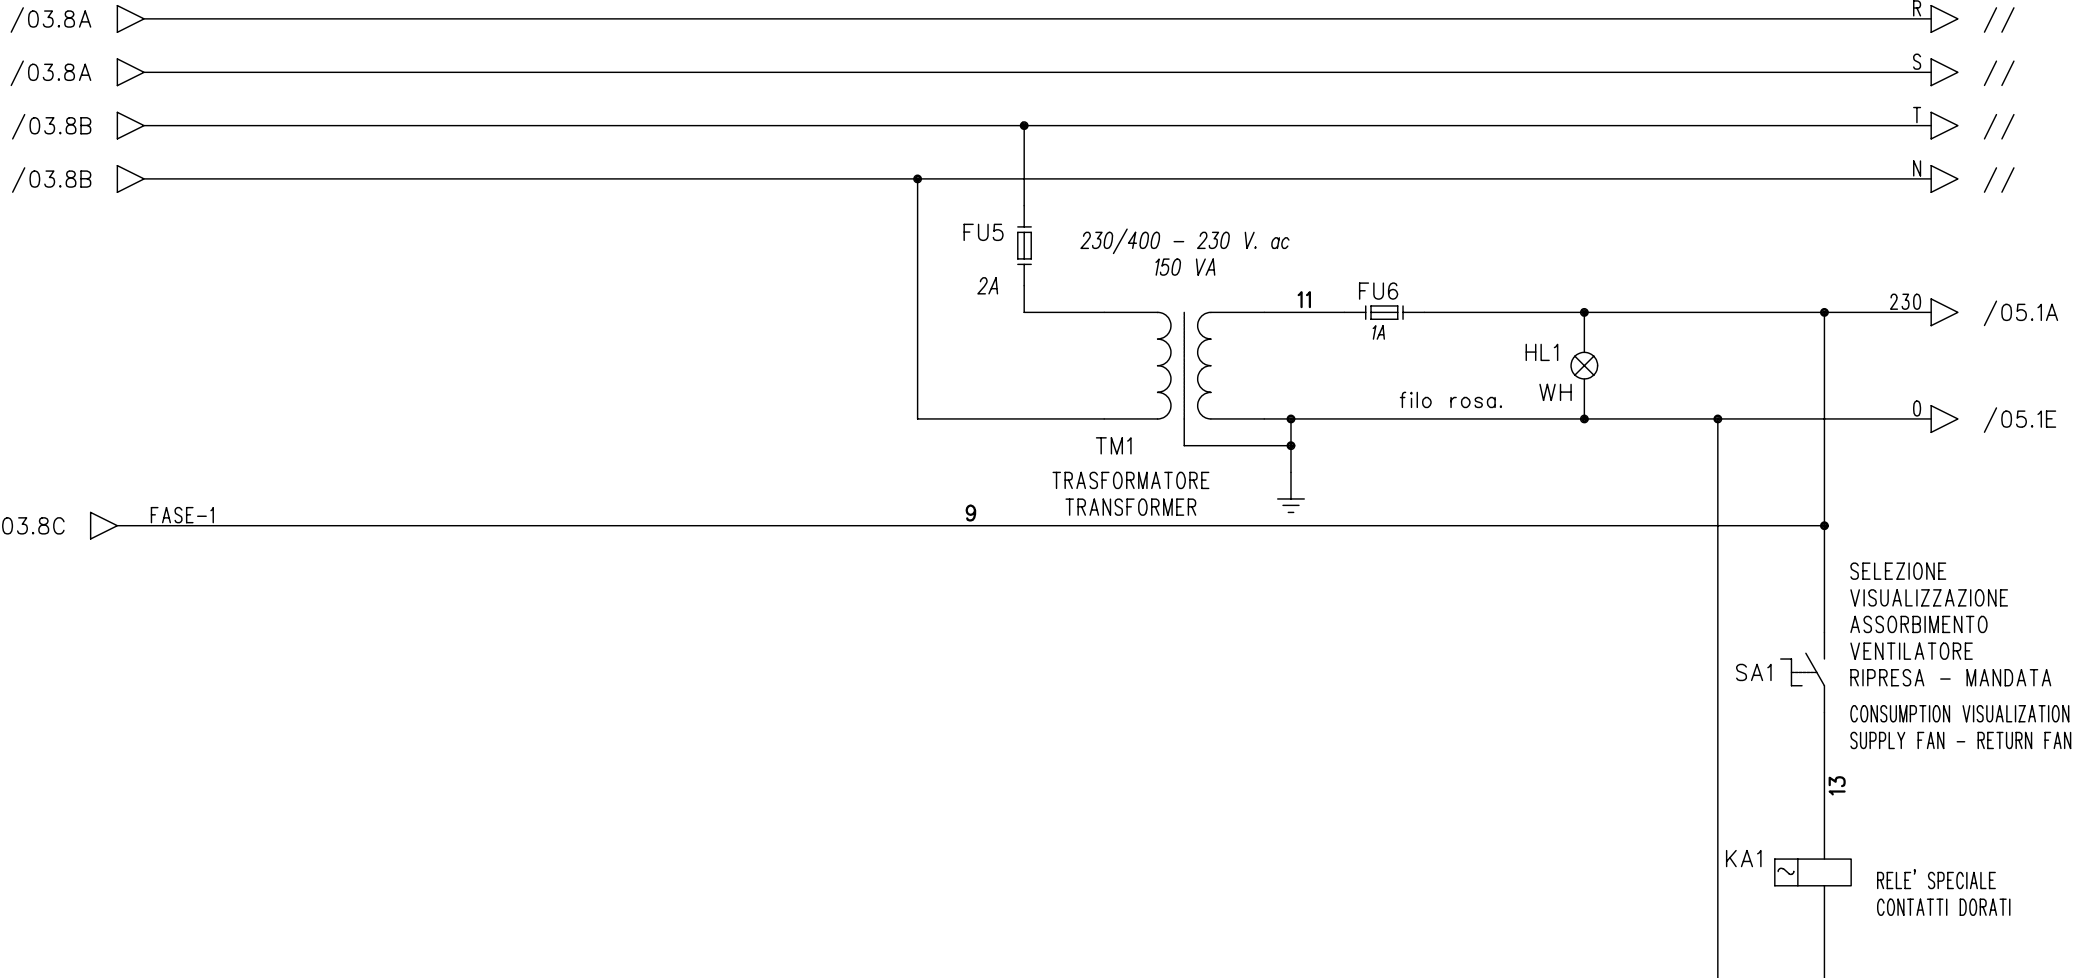 /03.8A
R
//
/03.8A
S
//
/03.8B
T
//
/03.8B
N
//
FU5
2A
230/400 - 230 V. ac
150 VA
11
FU6
1A
230
/05.1A
HL1
WH
filo rosa.
0
/05.1E
TM1
TRASFORMATORE
TRANSFORMER
03.8C
FASE-1
9
SELEZIONE
VISUALIZZAZIONE
ASSORBIMENTO
VENTILATORE
RIPRESA - MANDATA
SA1
CONSUMPTION VISUALIZATION
SUPPLY FAN - RETURN FAN
13
KA1
RELE' SPECIALE
CONTATTI DORATI